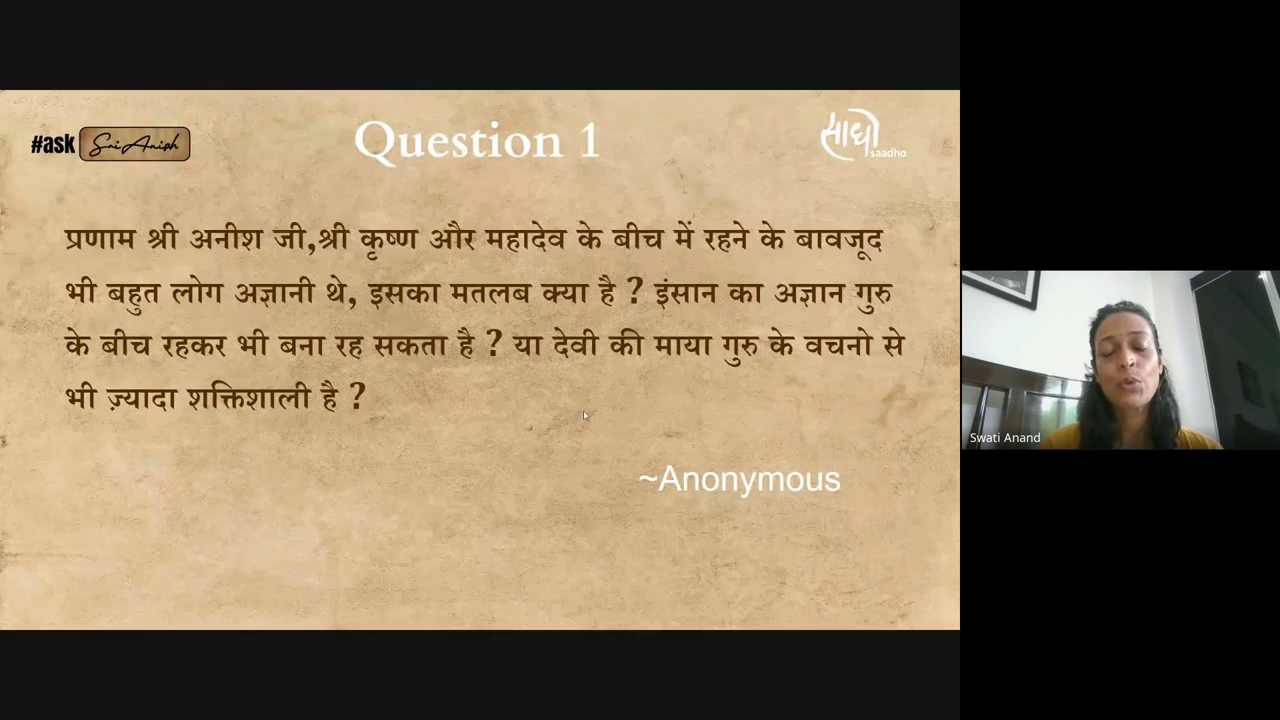 #ask Sri Anish
Question 1
साधो
saadho
प्रणाम श्री अनीश जी,श्री कृष्ण और महादेव के बीच में रहने के बावजूद
भी बहुत लोग अज्ञानी थे, इसका मतलब क्या है ? इंसान का अज्ञान गुरु
के बीच रहकर भी बना रह सकता है ? या देवी की माया गुरु के वचनो से
भी ज़्यादा शक्तिशाली है ?
~Anonymous
Swati Anand